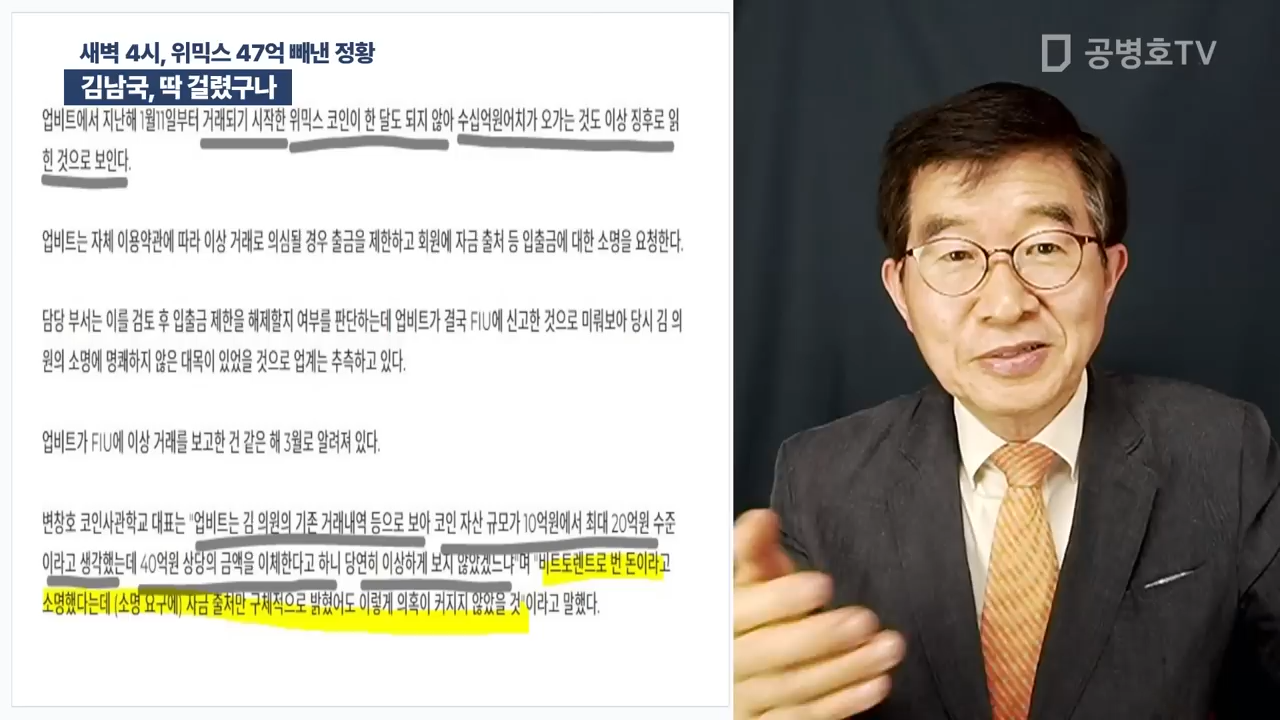 새벽 4시, 위믹스 47억 빼낸 정황
김남국, 딱 걸렸구나
공병호TV
업비트에서 지난해 1월11일부터 거래되기 시작한 위믹스 코인이 한 달도 되지 않아 수십억원어치가 오가는 것도 이상 징후로 읽
힌 것으로 보인다.
업비트는 자체 이용약관에 따라 이상 거래로 의심될 경우 출금을 제한하고 회원에 자금 출처 등 입출금에 대한 소명을 요청한다.
담당 부서는 이를 검토 후 입출금 제한을 해제할지 여부를 판단하는데 업비트가 결국 FIU에 신고한 것으로 미뤄보아 당시 김 의
원의 소명에 명쾌하지 않은 대목이 있었을 것으로 업계는 추측하고 있다.
업비트가 FIU에 이상 거래를 보고한 건 같은 해 3월로 알려져 있다.
변창호 코인사관학교 대표는 "업비트는 김 의원의 기존 거래내역 등으로 보아 코인 자산 규모가 10억원에서 최대 20억원 수준
이라고 생각했는데 40억원 상당의 금액을 이체한다고 하니 당연히 이상하게 보지 않았겠느냐"며 "비트토렌트로 번 돈이라고
소명했다는데 (소명 요구에) 자금 출처만 구체적으로 밝혔어도 이렇게 의혹이 커지지 않았을 것"이라고 말했다.